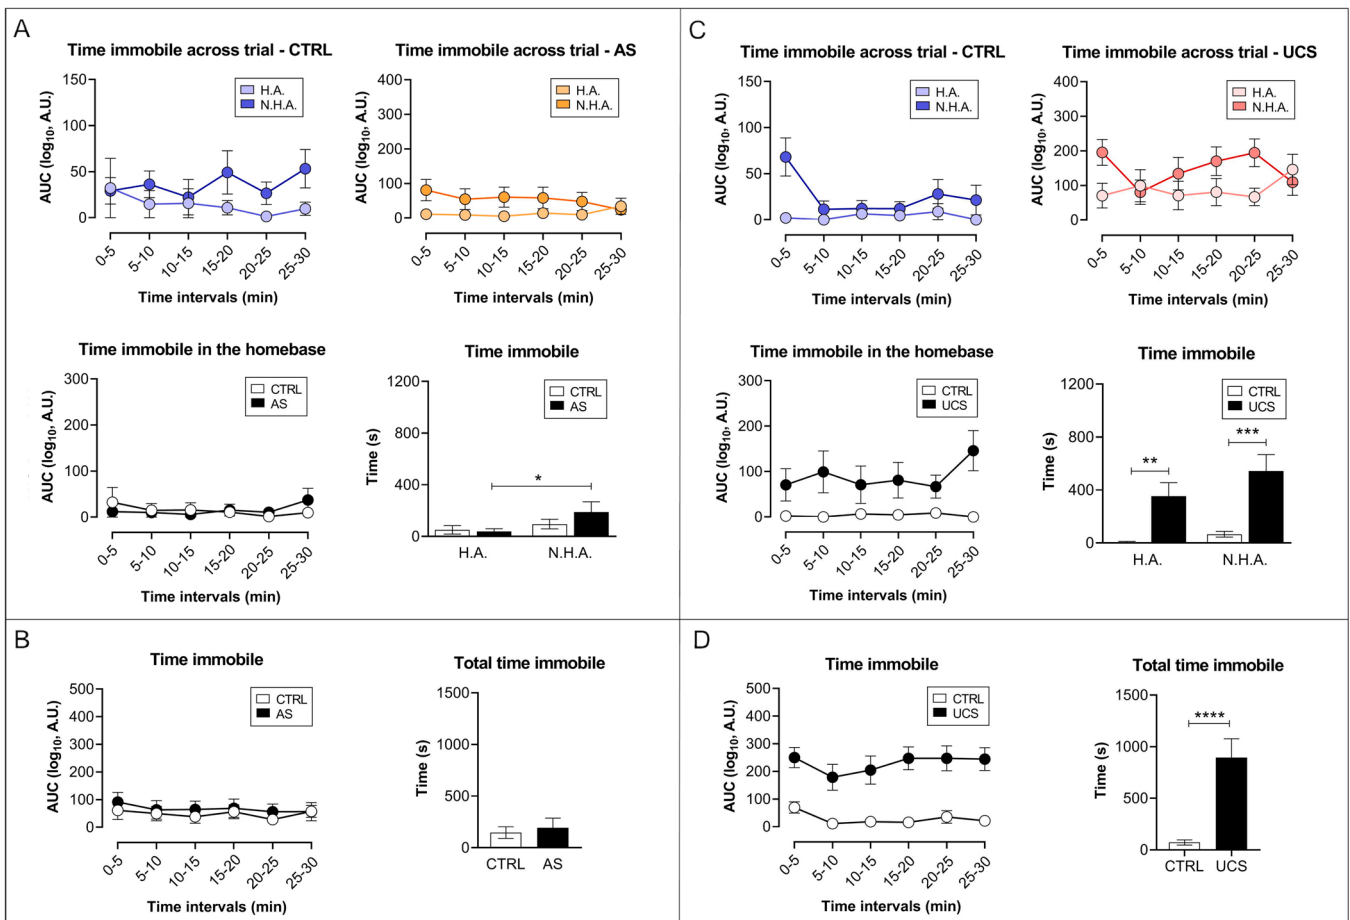 A
Time immobile across trial - CTRL
AUC (log10, A.U.)
150
100
50
0
H.A.
N.H.A.
0-5
5-10
10-15
15-20
20-25
25-30
Time intervals (min)
Time immobile across trial - AS
AUC (log10, A.U.)
400
300
200
100
0
H.A.
N.H.A.
0-5
5-10
10-15
15-20
20-25
25-30
Time intervals (min)
Time immobile in the homebase
AUC (log10, A.U.)
300
200
100
0
CTRL
AS
0-5
5-10
10-15
15-20
20-25
25-30
Time intervals (min)
Time immobile
Time (s)
1200
800
400
0
CTRL
AS
*
H.A.
N.H.A.
C
Time immobile across trial - CTRL
AUC (log10, A.U.)
150
100
50
0
H.A.
N.H.A.
0-5
5-10
10-15
15-20
20-25
25-30
Time intervals (min)
Time immobile across trial - UCS
AUC (log10, A.U.)
400
300
200
100
0
H.A.
N.H.A.
0-5
5-10
10-15
15-20
20-25
25-30
Time intervals (min)
Time immobile in the homebase
AUC (log10, A.U.)
300
200
100
0
CTRL
UCS
0-5
5-10
10-15
15-20
20-25
25-30
Time intervals (min)
Time immobile
Time (s)
1200
800
400
0
CTRL
UCS
**
***
H.A.
N.H.A.
B
Time immobile
AUC (log10, A.U.)
500
400
300
200
100
0
CTRL
AS
0-5
5-10
10-15
15-20
20-25
25-30
Time intervals (min)
Total time immobile
Time (s)
1500
1000
500
0
CTRL
AS
D
Time immobile
AUC (log10, A.U.)
500
400
300
200
100
0
CTRL
UCS
0-5
5-10
10-15
15-20
20-25
25-30
Time intervals (min)
Total time immobile
Time (s)
1500
1000
500
0
****
CTRL
UCS